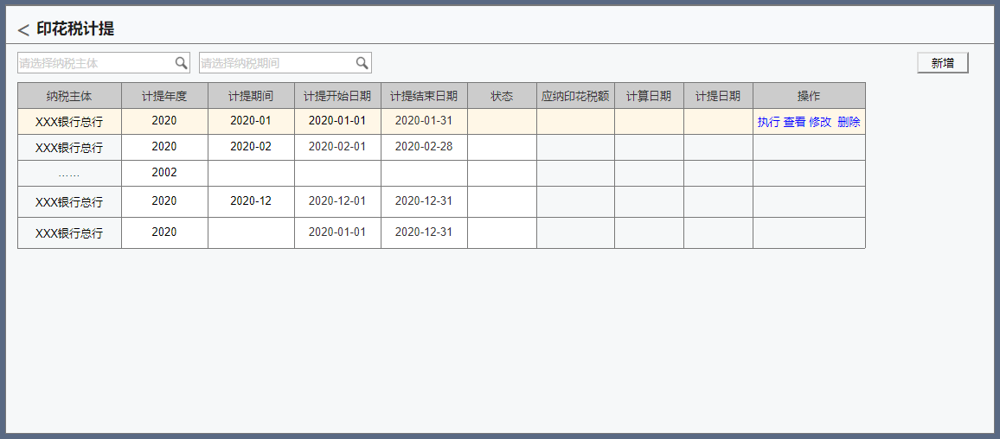 < 印花税计提
请选择纳税主体 请选择纳税期间 新增
纳税主体 计提年度 计提期间 计提开始日期 计提结束日期 状态 应纳印花税额 计算日期 计提日期 操作
XXX银行总行 2020 2020-01 2020-01-01 2020-01-31 执行 查看 修改 删除
XXX银行总行 2020 2020-02 2020-02-01 2020-02-28
…… 2002
XXX银行总行 2020 2020-12 2020-12-01 2020-12-31
XXX银行总行 2020 2020-01-01 2020-12-31